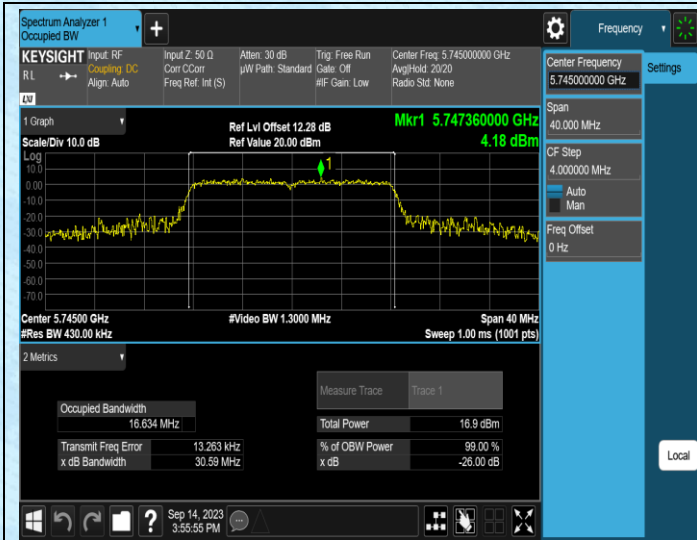 Spectrum Analyzer 1
Occupied BW
Frequency
KEYSIGHT
RL
LXI
Input: RF
Coupling: DC
Align: Auto
Input Z: 50 Ω
Corr CCorr
Freq Ref: Int (S)
Atten: 30 dB
µW Path: Standard
Trig: Free Run
Gate: Off
#IF Gain: Low
Center Freq: 5.745000000 GHz
Avg|Hold: 20/20
Radio Std: None
Center Frequency
5.745000000 GHz
Settings
Span
40.000 MHz
CF Step
4.000000 MHz
Auto
Man
Freq Offset
0 Hz
1 Graph
Scale/Div 10.0 dB
Ref Lvl Offset 12.28 dB
Ref Value 20.00 dBm
Mkr1 5.747360000 GHz
4.18 dBm
Log
10.0
0.00
-10.0
-20.0
-30.0
-40.0
-50.0
-60.0
-70.0
1
Center 5.74500 GHz
#Res BW 430.00 kHz
#Video BW 1.3000 MHz
Span 40 MHz
Sweep 1.00 ms (1001 pts)
2 Metrics
Measure Trace
Trace 1
Occupied Bandwidth
16.634 MHz
Total Power
16.9 dBm
Transmit Freq Error
13.263 kHz
% of OBW Power
99.00 %
x dB Bandwidth
30.59 MHz
x dB
-26.00 dB
Local
Sep 14, 2023
3:55:55 PM